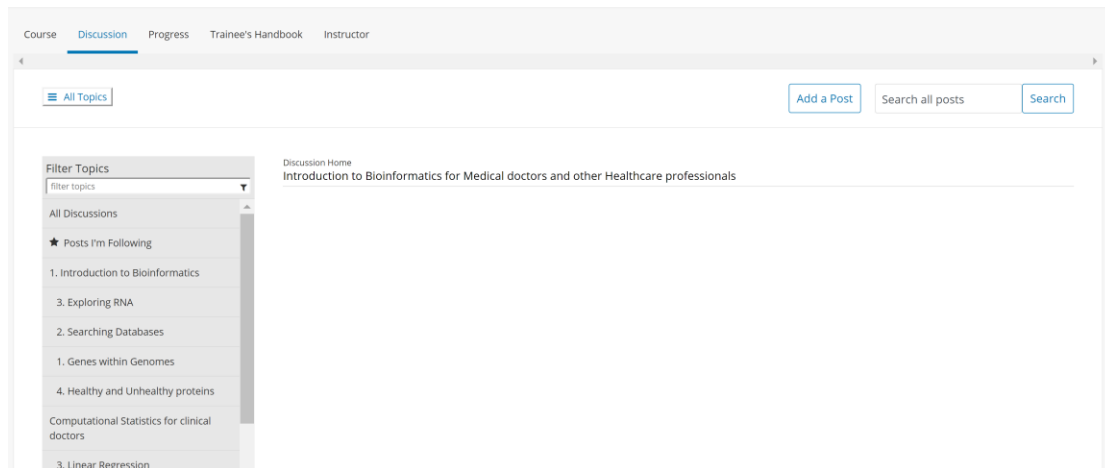 Course Discussion Progress Trainee's Handbook Instructor
All Topics
Add a Post Search all posts Search
Filter Topics
filter topics
All Discussions
Posts I'm Following
1. Introduction to Bioinformatics
3. Exploring RNA
2. Searching Databases
1. Genes within Genomes
4. Healthy and Unhealthy proteins
Computational Statistics for clinical
doctors
3. Linear Regression
Discussion Home
Introduction to Bioinformatics for Medical doctors and other Healthcare professionals